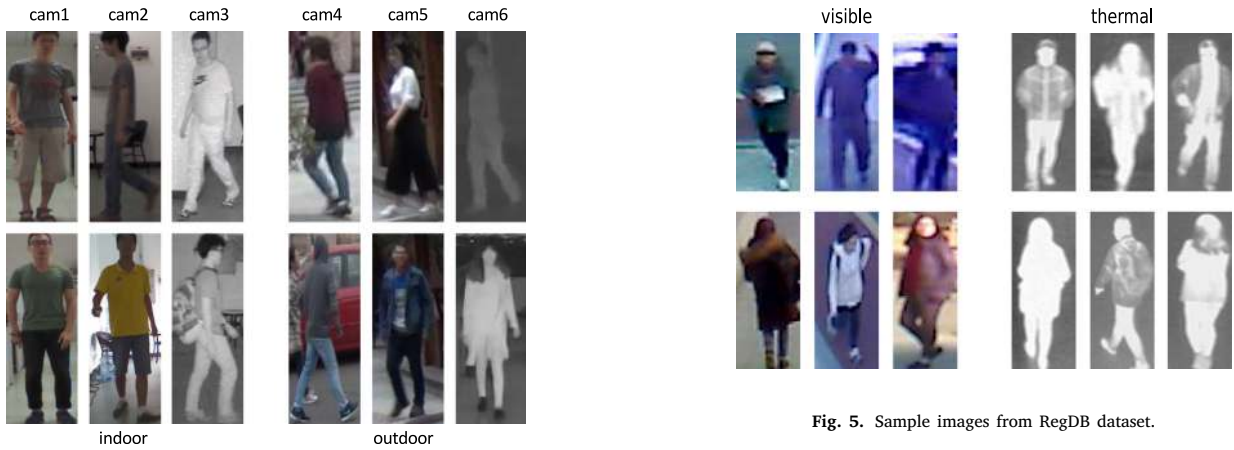 cam1 cam2 cam3 cam4 cam5 cam6
indoor outdoor
visible thermal
Fig. 5. Sample images from RegDB dataset.